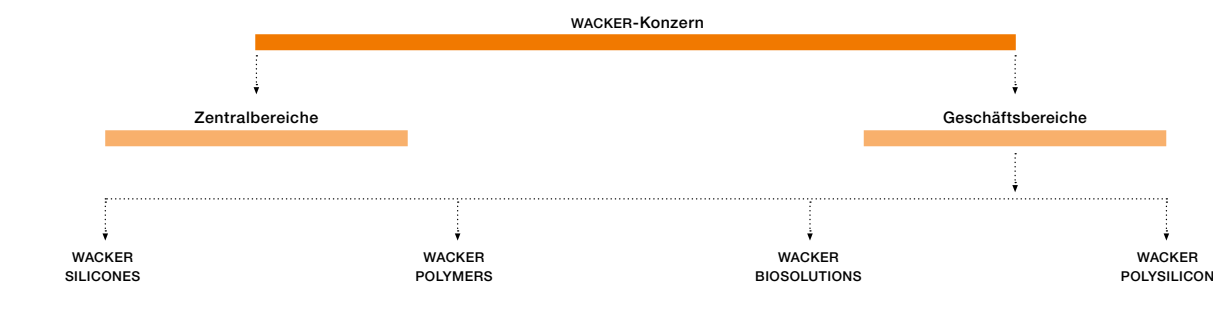 WACKER-Konzern
Zentralbereiche
Geschäftsbereiche
WACKER
SILICONES
WACKER
POLYMERS
WACKER
BIOSOLUTIONS
WACKER
POLYSILICON